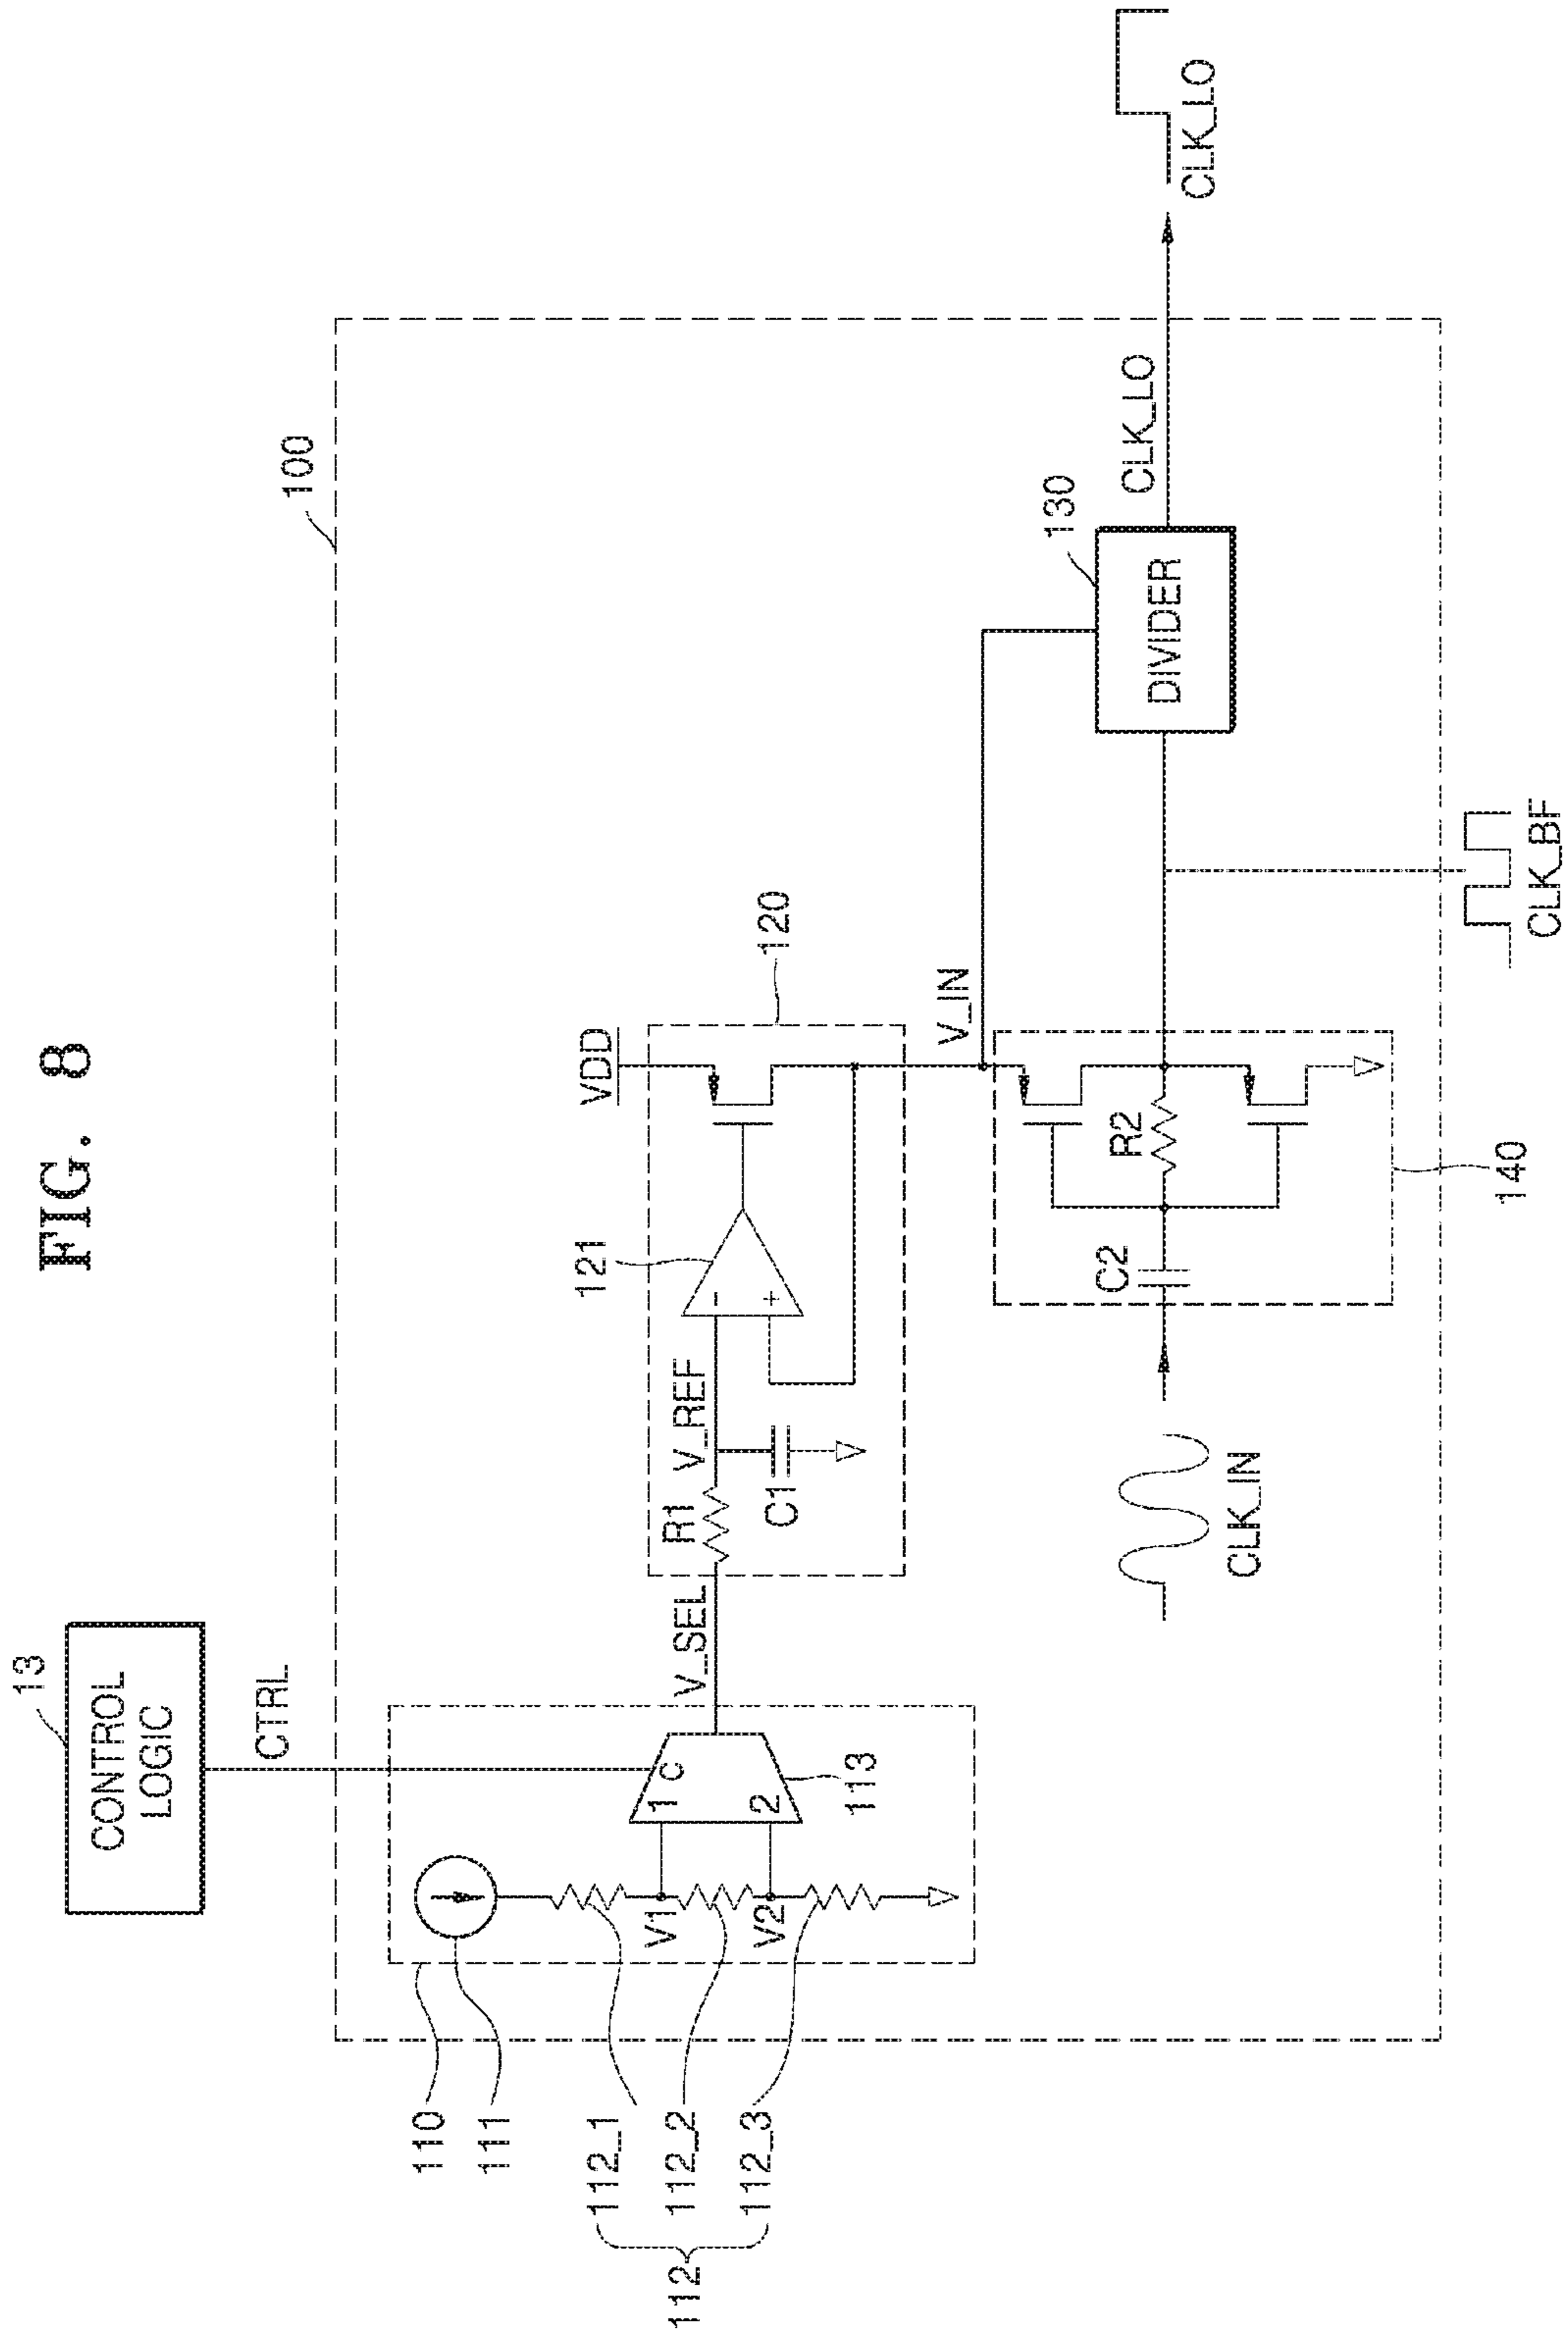 FIG. 8
13
CONTROL
LOGIC
CTRL
100
110
111
112
112_1
112_2
112_3
V1
V2
1
2
C
113
V_SEL
R1
V_REF
C1
121
-
+
VDD
120
V_IN
CLK_IN
C2
R2
140
CLK_BF
130
DIVIDER
CLK_LO
CLK_LO